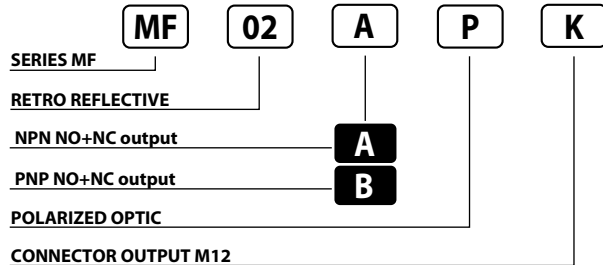 MF 02 A P K
SERIES MF
RETRO REFLECTIVE
NPN NO+NC output A
PNP NO+NC output B
POLARIZED OPTIC
CONNECTOR OUTPUT M12